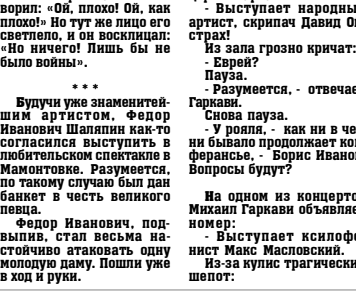 ворил: «Ой, плохо! Ой, как
плохо!» Но тут же лицо его
светлело, и он восклицал:
«Но ничего! Лишь бы не
было войны».
* * *
Будучи уже знаменитей-
шим артистом, Федор
Иванович Шаляпин как-то
согласился выступить в
любительском спектакле в
Мамонтовке. Разумеется,
по такому случаю был дан
банкет в честь великого
певца.
Федор Иванович, под-
выпив, стал весьма на-
стойчиво атаковать одну
молодую даму. Пошли уже
в ход и руки.
- Выступает народны
артист, скрипач Давид О
страх!
Из зала грозно кричат:
- Еврей?
Пауза.
- Разумеется, - отвечае
Гаркави.
Снова пауза.
- У рояля, - как ни в че
ни бывало продолжает ко
ферансье, - Борис Ивано
Вопросы будут?
На одном из концерто
Михаил Гаркави объявля
номер:
- Выступает ксилофо
нист Макс Масловский.
Из-за кулис трагически
шепот: